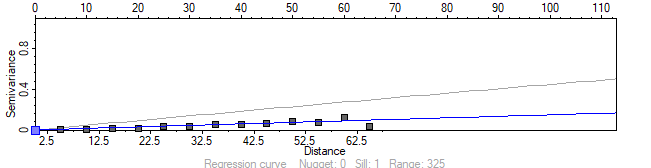 0 10 20 30 40 50 60 70 80 90 100 110
0.8
0.4
0
Semivariance
2.5 12.5 22.5 32.5 42.5 52.5 62.5
Distance
Regression curve Nugget: 0 Sill: 1 Range: 325